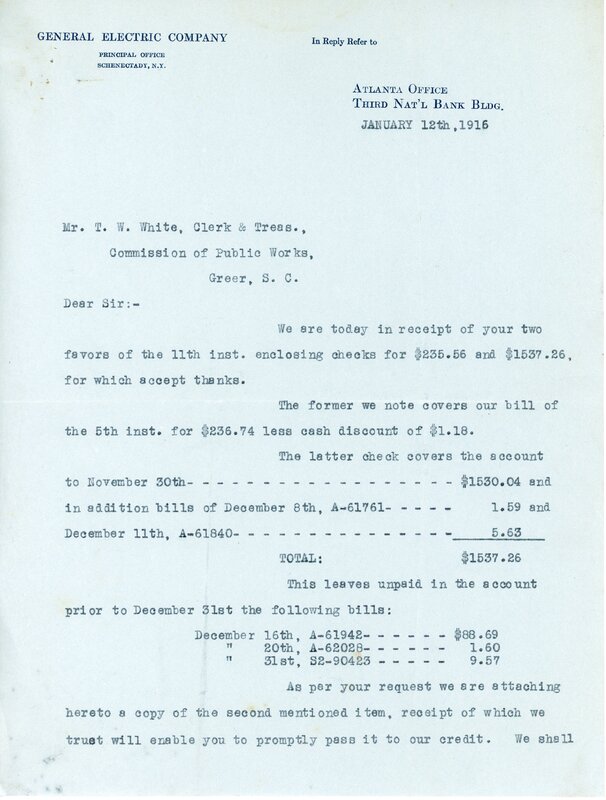 GENERAL ELECTRIC COMPANY
PRINCIPAL OFFICE
SCHENECTADY, N.Y.
In Reply Refer to
ATLANTA OFFICE
THIRD NAT'L BANK BLDG.
JANUARY 12th, 1916
Mr. T. W. White, Clerk & Treas.,
Commission of Public Works,
Greer, S. C.
Dear Sir:-
We are today in receipt of your two
favors of the 11th inst. enclosing checks for $235.56 and $1537.26,
for which accept thanks.
The former we note covers our bill of
the 5th inst. for $236.74 less cash discount of $1.18.
The latter check covers the account
to November 30th- - - - - - - - - - - - - - - - - $1530.04 and
in addition bills of December 8th, A-61761- - - - - 1.59 and
December 11th, A-61840- - - - - - - - - - - - - - 5.63
TOTAL: $1537.26
This leaves unpaid in the account
prior to December 31st the following bills:
December 16th, A-61942- - - - - - $88.69
" 20th, A-62028- - - - - - 1.60
" 31st, S2-90423 - - - - - 9.57
As per your request we are attaching
hereto a copy of the second mentioned item, receipt of which we
trust will enable you to promptly pass it to our credit. We shall